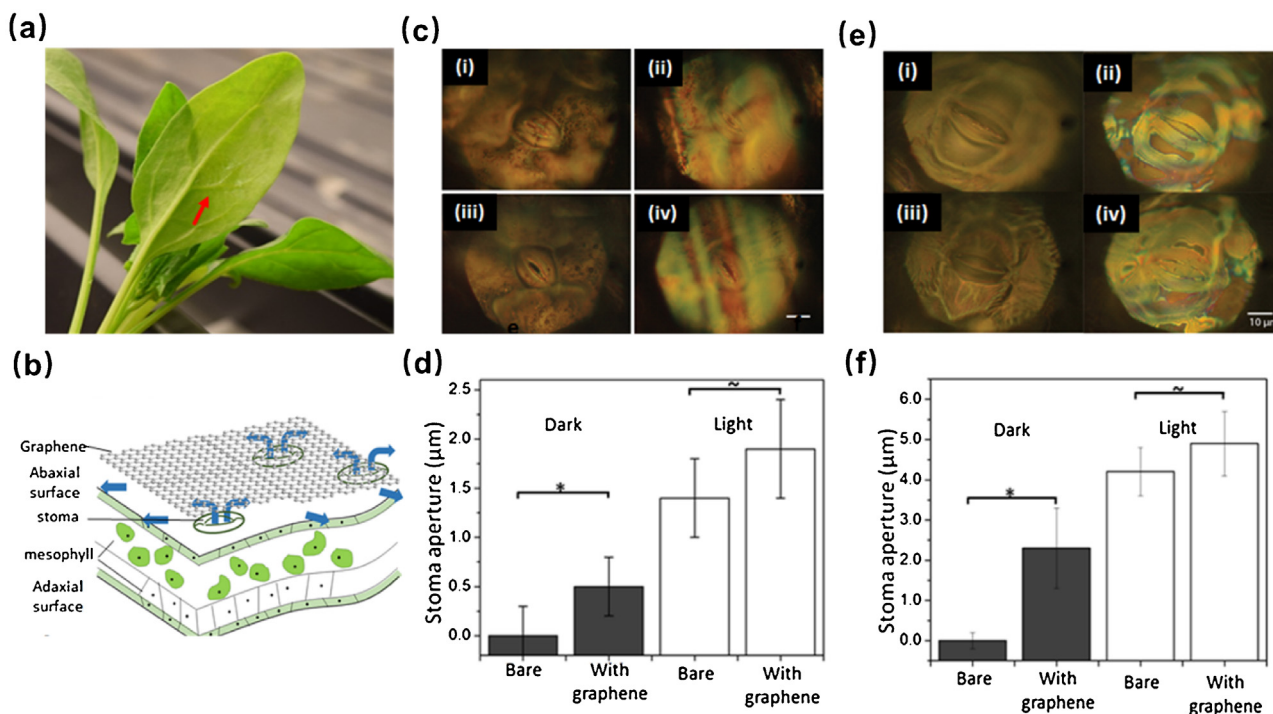 (a)
(b)
Graphene
Abaxial
surface
stoma
mesophyll
Adaxial
surface
(c)
(i)
(ii)
(iii)
(iv)
e
(d)
Stoma aperture (μm)
2.5
2.0
1.5
1.0
0.5
0.0
Dark
Light
*
~
Bare
With
graphene
Bare
With
graphene
(e)
(i)
(ii)
(iii)
(iv)
10 μm
(f)
Stoma aperture (μm)
6.0
5.0
4.0
3.0
2.0
1.0
0.0
Dark
Light
*
~
Bare
With
graphene
Bare
With
graphene